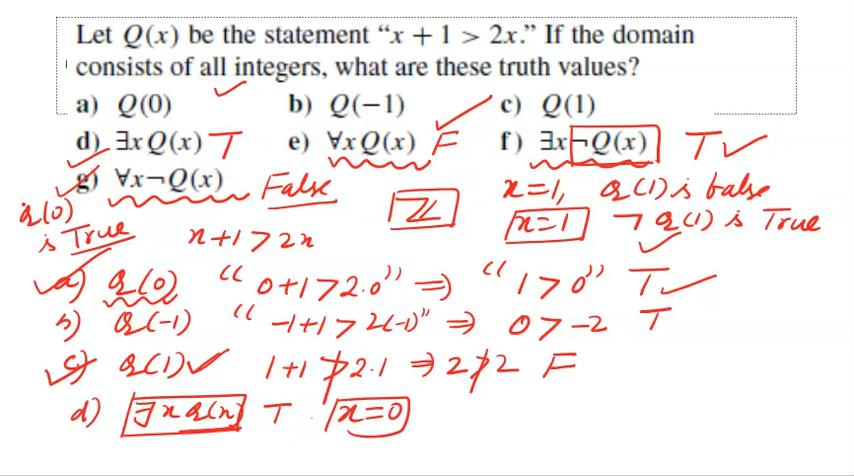 Let Q(x) be the statement “x + 1 > 2x.” If the domain
consists of all integers, what are these truth values?
a) Q(0) b) Q(−1) c) Q(1)
d) ∃xQ(x) T e) ∀xQ(x) F f) ∃x¬Q(x) T
g) ∀x¬Q(x) False ℤ x=1, Q(1) is false
Q(0) is True x+1>2x x=1 ¬Q(1) is True
a) Q(0) “0+1>2.0” ⇒ “1>0” T
b) Q(-1) “-1+1>2(-1)” ⇒ 0>-2 T
c) Q(1) 1+1≯2.1 ⇒ 2≯2 F
d) ∃x Q(x) T . x=0